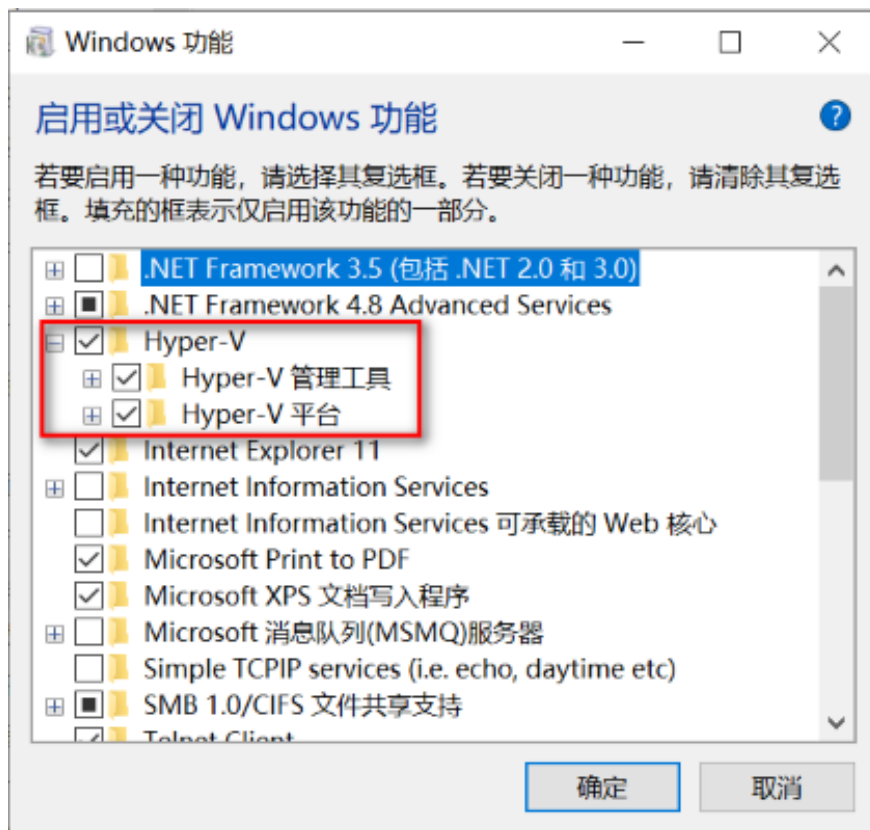 Windows 功能
启用或关闭 Windows 功能
若要启用一种功能，请选择其复选框。若要关闭一种功能，请清除其复选
框。填充的框表示仅启用该功能的一部分。
.NET Framework 3.5 (包括 .NET 2.0 和 3.0)
.NET Framework 4.8 Advanced Services
Hyper-V
Hyper-V 管理工具
Hyper-V 平台
Internet Explorer 11
Internet Information Services
Internet Information Services 可承载的 Web 核心
Microsoft Print to PDF
Microsoft XPS 文档写入程序
Microsoft 消息队列(MSMQ)服务器
Simple TCPIP services (i.e. echo, daytime etc)
SMB 1.0/CIFS 文件共享支持
Telnet Client
确定
取消